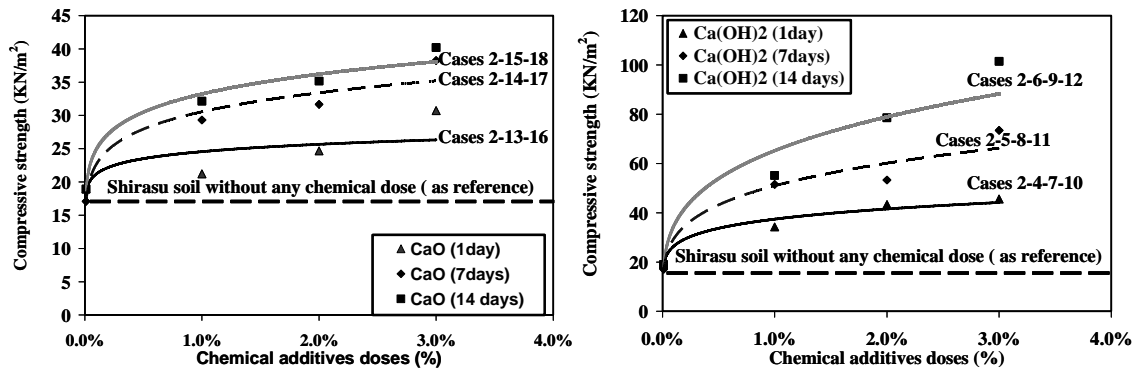 Compressive strength (KN/m²)
45
40
35
30
25
20
15
10
5
0
Cases 2-15-18
Cases 2-14-17
Cases 2-13-16
Shirasu soil without any chemical dose ( as reference)
CaO (1day)
CaO (7days)
CaO (14 days)
0.0%
1.0%
2.0%
3.0%
4.0%
Chemical additives doses (%)
Compressive strength (KN/m²)
120
100
80
60
40
20
0
Ca(OH)2 (1day)
Ca(OH)2 (7days)
Ca(OH)2 (14 days)
Cases 2-6-9-12
Cases 2-5-8-11
Cases 2-4-7-10
Shirasu soil without any chemical dose ( as reference)
0.0%
1.0%
2.0%
3.0%
4.0%
Chemical additives doses (%)